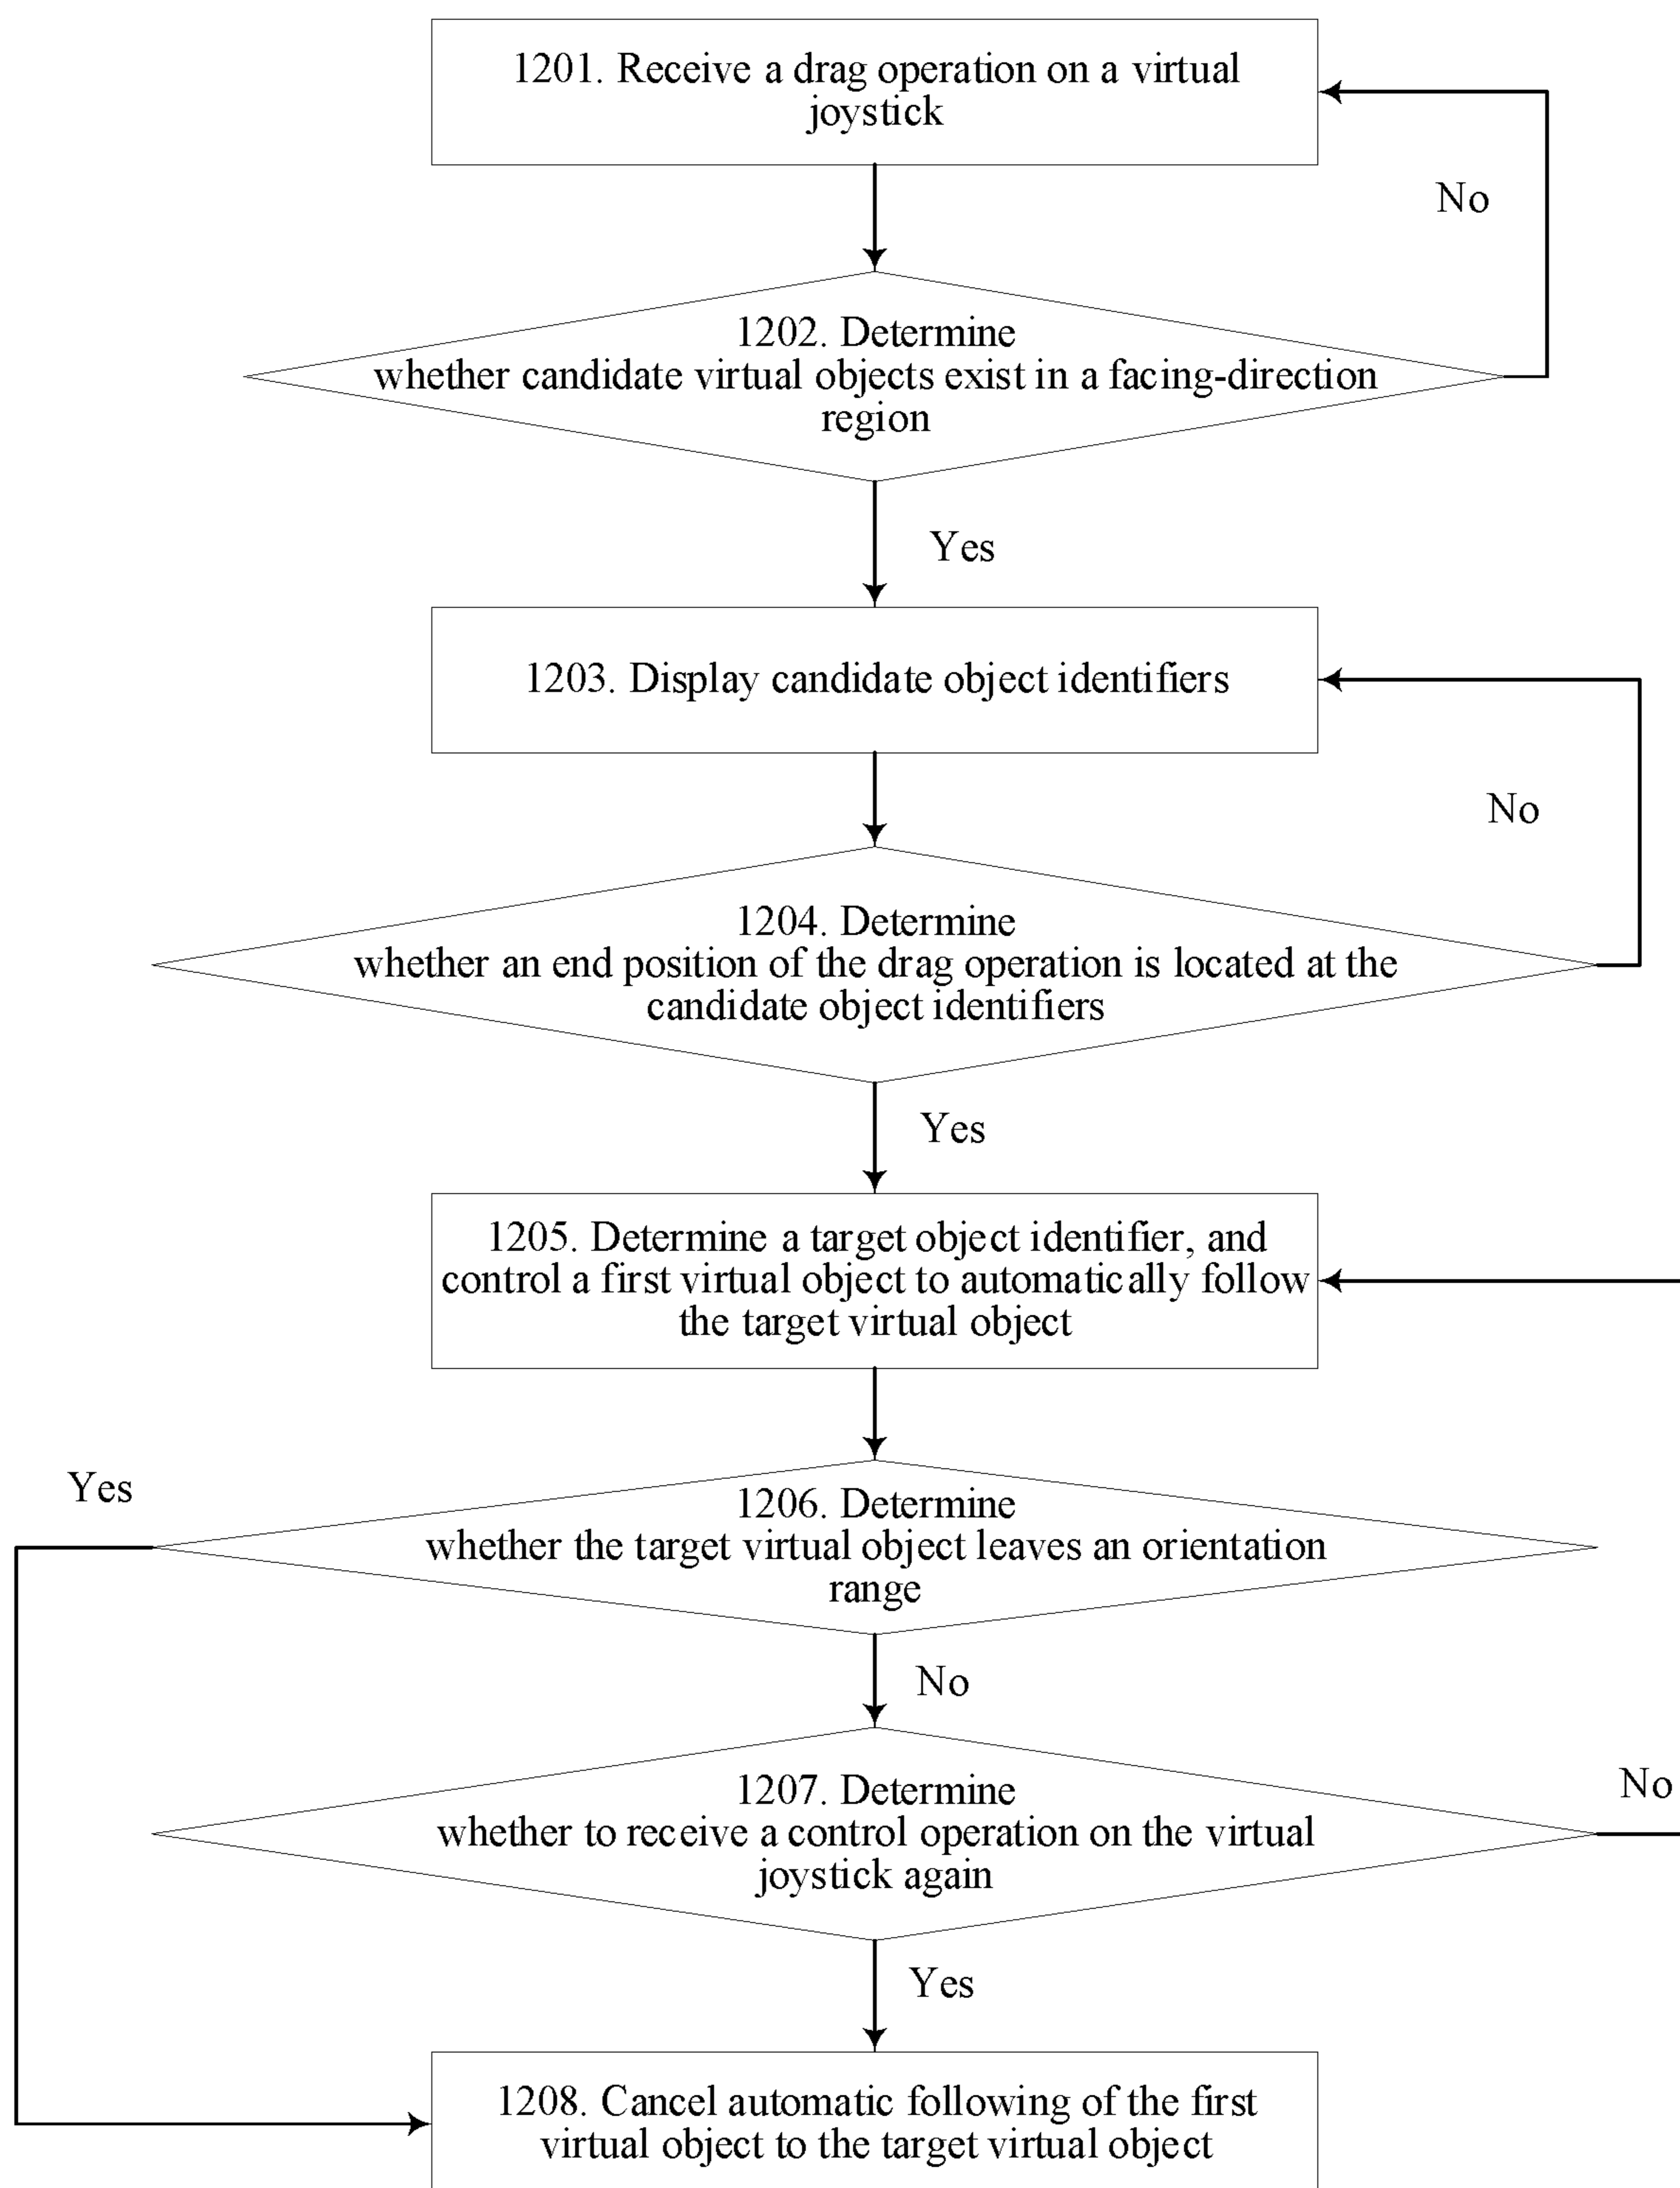 1201. Receive a drag operation on a virtual
joystick
No
1202. Determine
whether candidate virtual objects exist in a facing-direction
region
Yes
1203. Display candidate object identifiers
No
1204. Determine
whether an end position of the drag operation is located at the
candidate object identifiers
Yes
1205. Determine a target object identifier, and
control a first virtual object to automatically follow
the target virtual object
Yes
1206. Determine
whether the target virtual object leaves an orientation
range
No
1207. Determine
whether to receive a control operation on the virtual
joystick again
No
Yes
1208. Cancel automatic following of the first
virtual object to the target virtual object